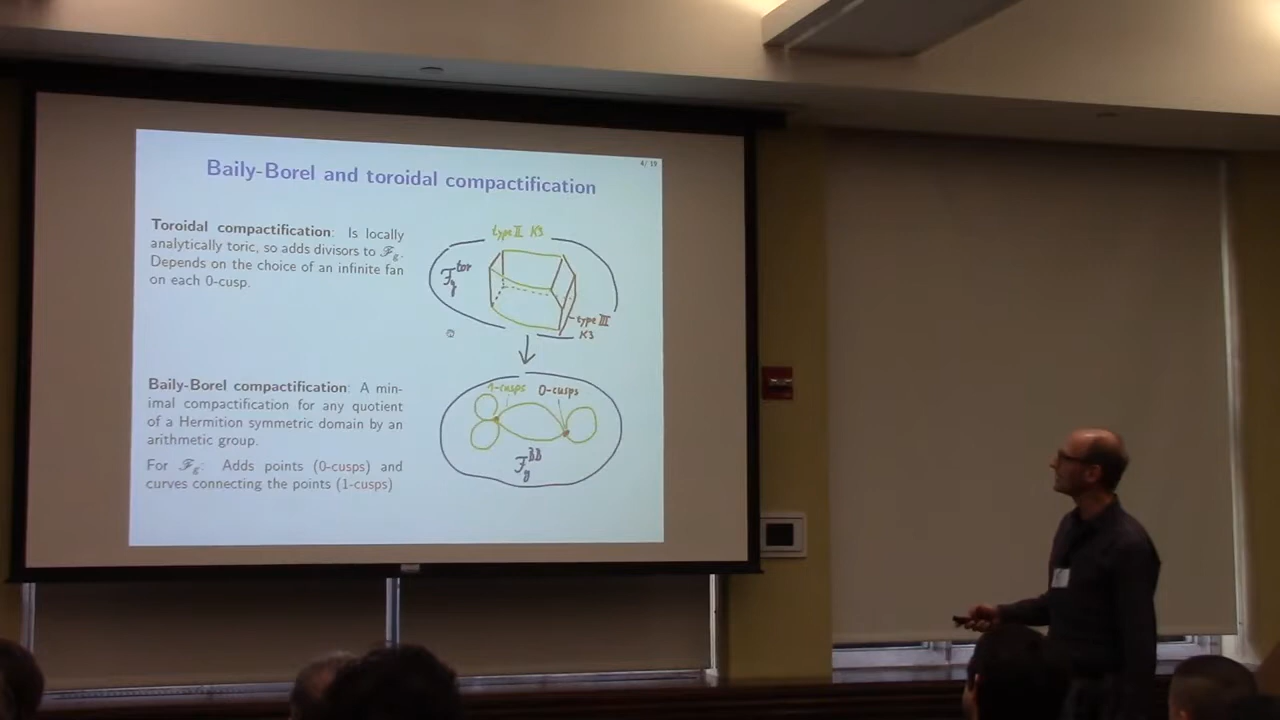 4/ 19
Baily-Borel and toroidal compactification
Toroidal compactification: Is locally
analytically toric, so adds divisors to ℱg.
Depends on the choice of an infinite fan
on each 0-cusp.
type II K3
ℱg^tor
type III
K3
Baily-Borel compactification: A min-
imal compactification for any quotient
of a Hermition symmetric domain by an
arithmetic group.
For ℱg: Adds points (0-cusps) and
curves connecting the points (1-cusps)
1-cusps 0-cusps
ℱg^BB